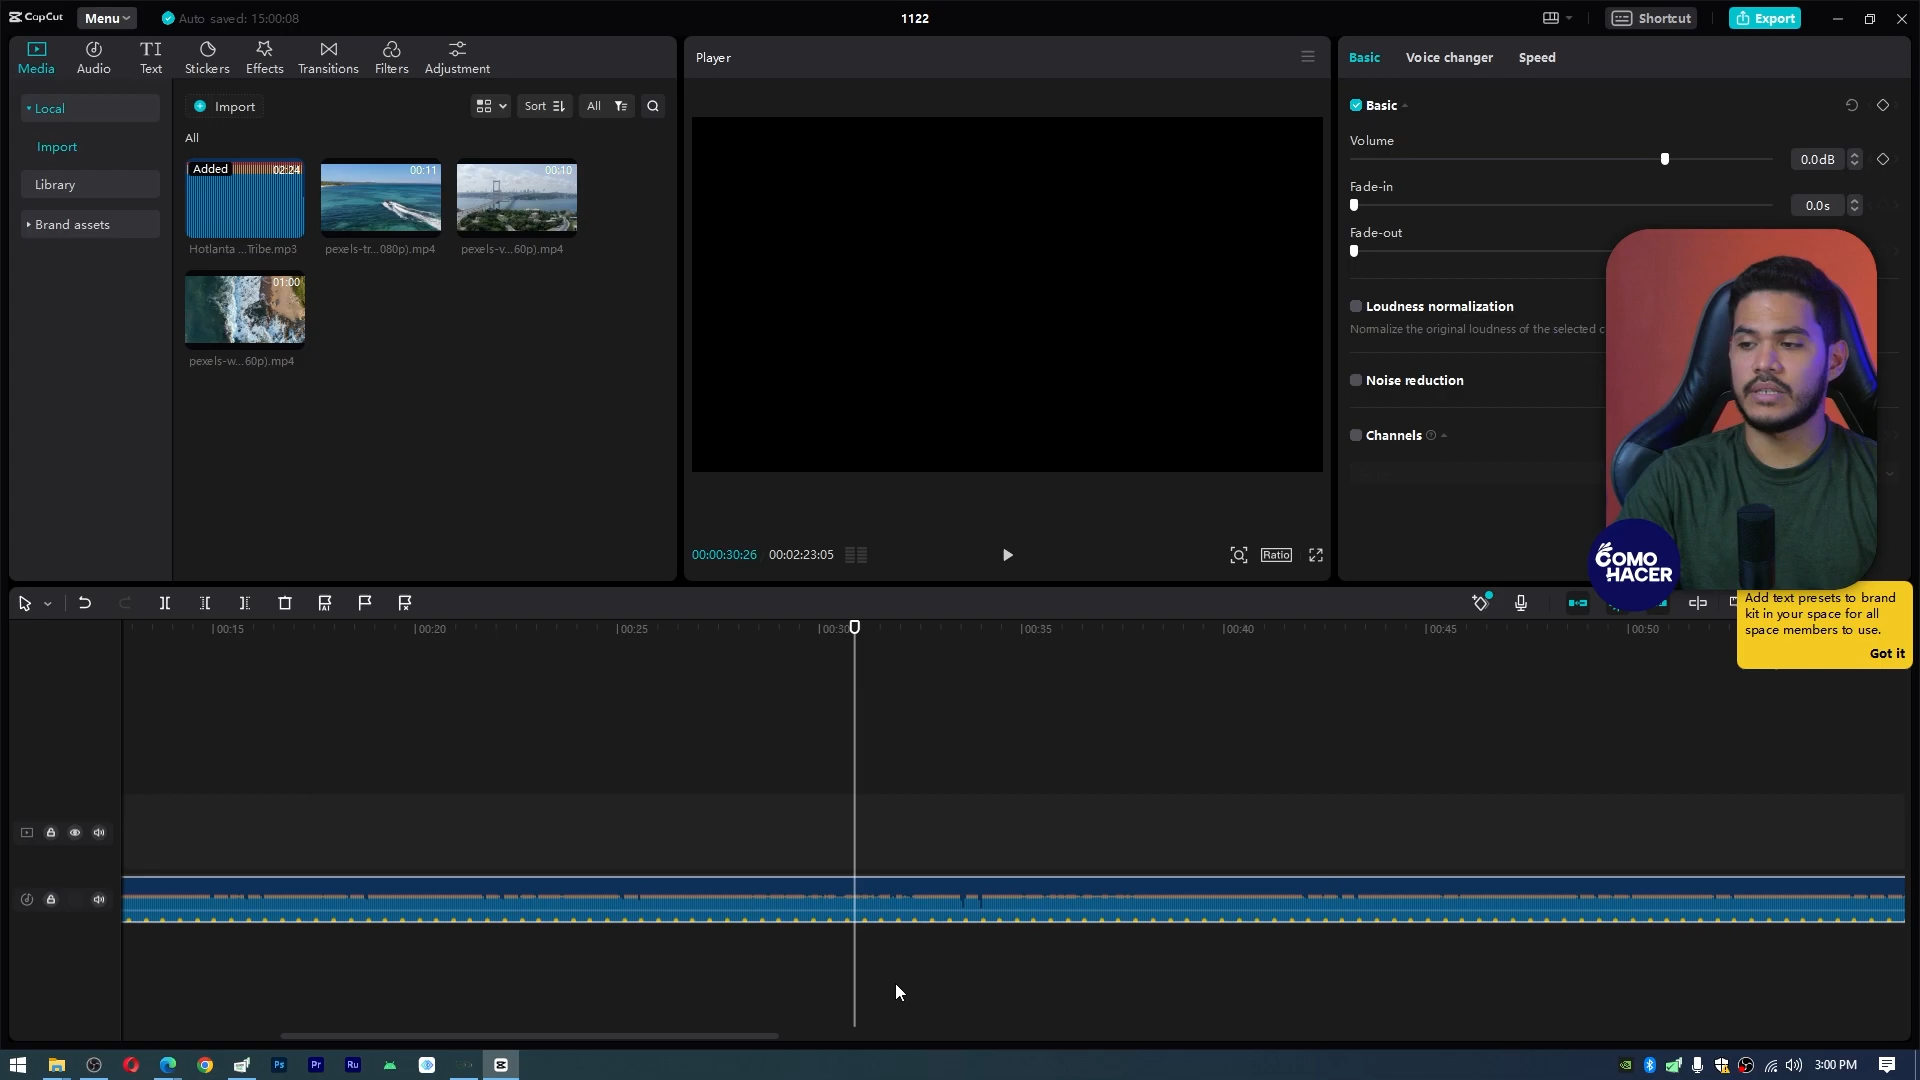 CapCut
Menu
Auto saved: 15:00:08
1122
Shortcut
Export
Media
Audio
TI
Text
Stickers
Effects
Transitions
Filters
Adjustment
Player
Basic
Voice changer
Speed
Local
Import
Library
Brand assets
Import
Sort
All
All
Added
02:24
00:11
00:10
Hotlanta ...Tribe.mp3
pexels-tr...080p).mp4
pexels-v...60p).mp4
01:00
pexels-w...60p).mp4
Basic
Volume
0.0dB
Fade-in
0.0s
Fade-out
Loudness normalization
Normalize the original loudness of the selected c
Noise reduction
Channels
00:00:30:26
00:02:23:05
Ratio
COMO
HACER
Add text presets to brand
kit in your space for all
space members to use.
Got it
00:15
00:20
00:25
00:30
00:35
00:40
00:45
00:50
Ps
Pr
Ru
3:00 PM